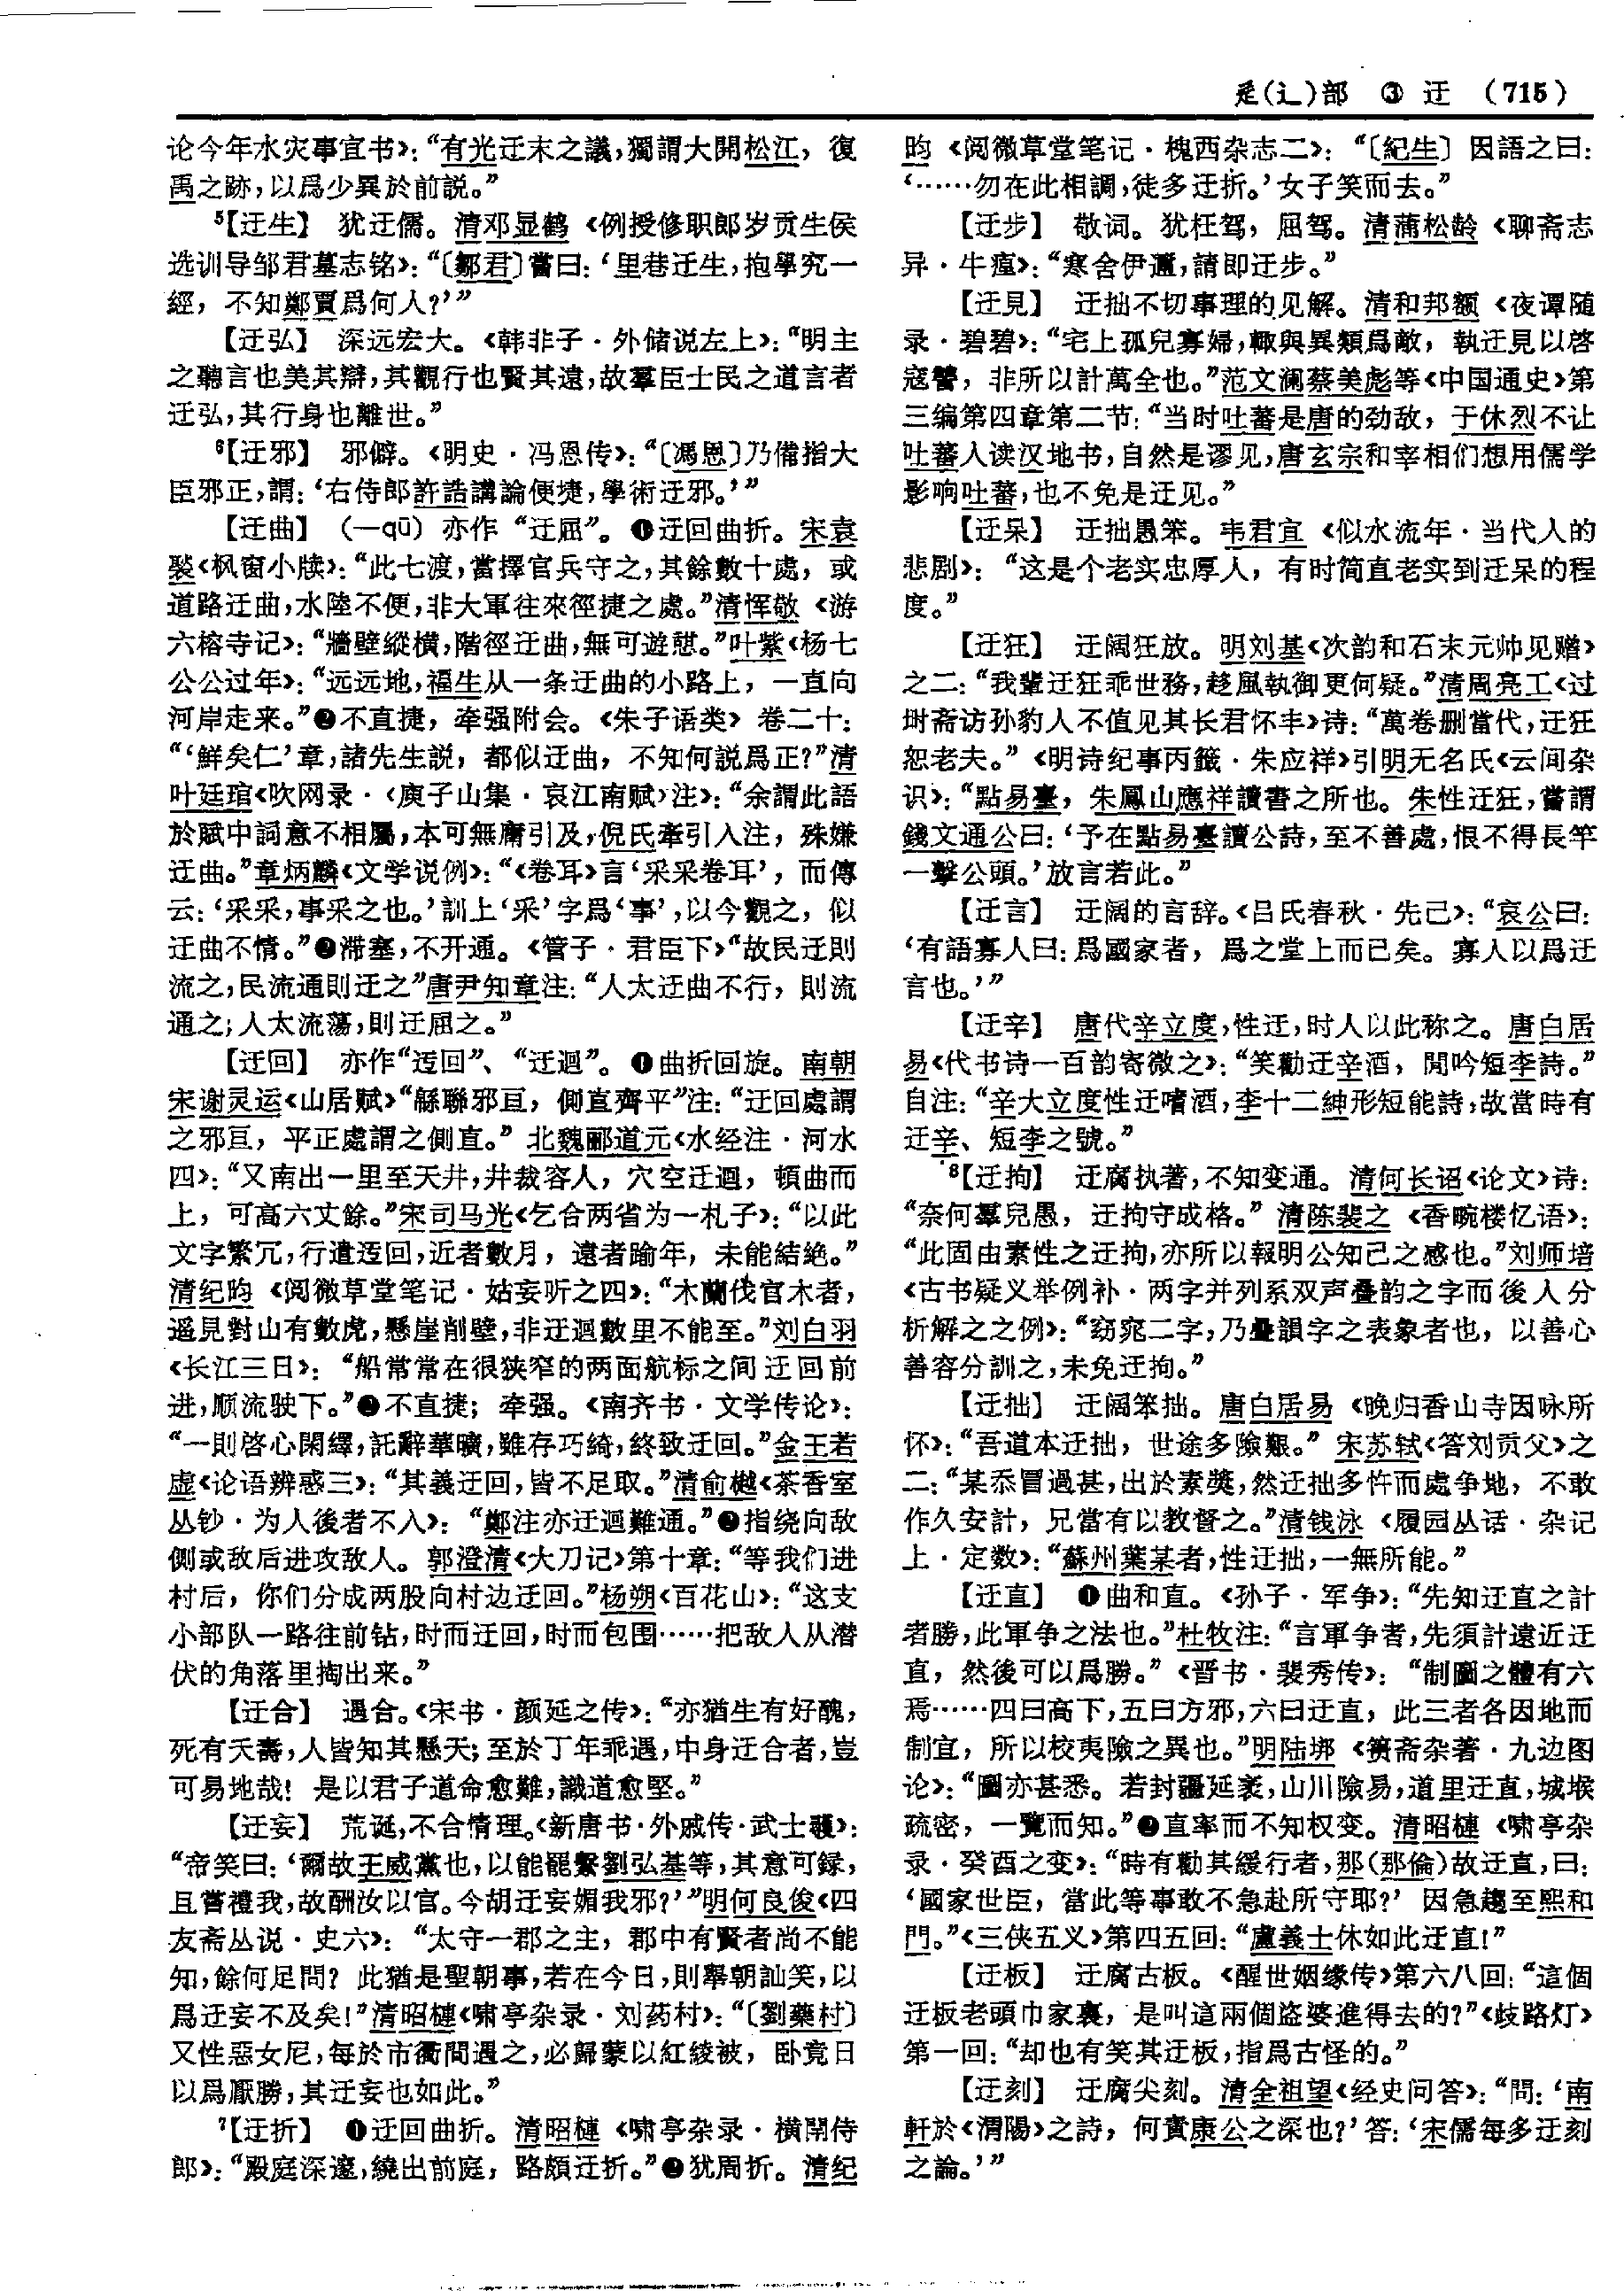 辵(辶)部　③　迂　(715)
论今年水灾事宜书》：“有光迂末之議，獨謂大開松江，復
禹之跡，以爲少異於前説。”
⁵【迂生】　犹迂儒。清邓显鹤《例授修职郎岁贡生侯
选训导邹君墓志铭》：“〔鄒君〕嘗曰：‘里巷迂生，抱學究一
經，不知鄭賈爲何人？’”
【迂弘】　深远宏大。《韩非子·外储说左上》：“明主
之聽言也美其辯，其觀行也賢其遠，故羣臣士民之道言者
迂弘，其行身也離世。”
⁶【迂邪】　邪僻。《明史·冯恩传》：“〔馮恩〕乃備指大
臣邪正，謂：‘右侍郎許誥講論便捷，學術迂邪。’”
【迂曲】　（—qū）亦作“迂屈”。❶迂回曲折。宋袁
褧《枫窗小牍》：“此七渡，當擇官兵守之，其餘數十處，或
道路迂曲，水陸不便，非大軍往來徑捷之處。”清恽敬《游
六榕寺记》：“牆壁縱横，階徑迂曲，無可遊憇。”叶紫《杨七
公公过年》：“远远地，福生从一条迂曲的小路上，一直向
河岸走来。”❷不直捷，牵强附会。《朱子语类》卷二十：
“‘鮮矣仁’章，諸先生説，都似迂曲，不知何説爲正？”清
叶廷琯《吹网录·〈庾子山集·哀江南赋〉注》：“余謂此語
於賦中詞意不相屬，本可無庸引及，倪氏牽引入注，殊嫌
迂曲。”章炳麟《文学说例》：“《卷耳》言‘采采卷耳’，而傳
云：‘采采，事采之也。’訓上‘采’字爲‘事’，以今觀之，似
迂曲不情。”❸滞塞，不开通。《管子·君臣下》“故民迂則
流之，民流通則迂之”唐尹知章注：“人太迂曲不行，則流
通之；人太流蕩，則迂屈之。”
【迂回】　亦作“迃回”、“迂迴”。❶曲折回旋。南朝
宋谢灵运《山居赋》“緜聯邪亘，側直齊平”注：“迂回處謂
之邪亘，平正處謂之側直。”北魏郦道元《水经注·河水
四》：“又南出一里至天井，井裁容人，穴空迂迴，頓曲而
上，可高六丈餘。”宋司马光《乞合两省为一札子》：“以此
文字繁冗，行遣迃回，近者數月，遠者踰年，未能結絶。”
清纪昀《阅微草堂笔记·姑妄听之四》：“木蘭伐官木者，
遥見對山有數虎，懸崖削壁，非迂迴數里不能至。”刘白羽
《长江三日》：“船常常在很狭窄的两面航标之间迂回前
进，顺流驶下。”❷不直捷；牵强。《南齐书·文学传论》：
“一則啓心閑繹，託辭華曠，雖存巧綺，終致迂回。”金王若
虚《论语辨惑三》：“其義迂回，皆不足取。”清俞樾《茶香室
丛钞·为人後者不入》：“鄭注亦迂迴難通。”❸指绕向敌
侧或敌后进攻敌人。郭澄清《大刀记》第十章：“等我们进
村后，你们分成两股向村边迂回。”杨朔《百花山》：“这支
小部队一路往前钻，时而迂回，时而包围……把敌人从潜
伏的角落里掏出来。”
【迂合】　遇合。《宋书·颜延之传》：“亦猶生有好醜，
死有夭壽，人皆知其懸天；至於丁年乖遇，中身迂合者，豈
可易地哉！是以君子道命愈難，識道愈堅。”
【迂妄】　荒诞，不合情理。《新唐书·外戚传·武士彟》：
“帝笑曰：‘爾故王威黨也，以能罷繫劉弘基等，其意可録，
且嘗禮我，故酬汝以官。今胡迂妄媚我邪？’”明何良俊《四
友斋丛说·史六》：“太守一郡之主，郡中有賢者尚不能
知，餘何足問？此猶是聖朝事，若在今日，則舉朝訕笑，以
爲迂妄不及矣！”清昭槤《啸亭杂录·刘药村》：“〔劉藥村〕
又性惡女尼，每於市衢間遇之，必歸蒙以紅綾被，卧竟日
以爲厭勝，其迂妄也如此。”
⁷【迂折】　❶迂回曲折。清昭槤《啸亭杂录·横閙侍
郎》：“殿庭深邃，繞出前庭，路頗迂折。”❷犹周折。清纪
昀《阅微草堂笔记·槐西杂志二》：“〔紀生〕因語之曰：
‘……勿在此相調，徒多迂折。’女子笑而去。”
【迂步】　敬词。犹枉驾，屈驾。清蒲松龄《聊斋志
异·牛癀》：“寒舍伊邇，請即迂步。”
【迂見】　迂拙不切事理的见解。清和邦额《夜谭随
录·碧碧》：“宅上孤兒寡婦，輙與異類爲敵，執迂見以啓
寇讐，非所以計萬全也。”范文澜蔡美彪等《中国通史》第
三编第四章第二节：“当时吐蕃是唐的劲敌，于休烈不让
吐蕃人读汉地书，自然是谬见，唐玄宗和宰相们想用儒学
影响吐蕃，也不免是迂见。”
【迂呆】　迂拙愚笨。韦君宜《似水流年·当代人的
悲剧》：“这是个老实忠厚人，有时简直老实到迂呆的程
度。”
【迂狂】　迂阔狂放。明刘基《次韵和石末元帅见赠》
之二：“我輩迂狂乖世務，趁風執御更何疑。”清周亮工《过
埘斋访孙豹人不值见其长君怀丰》诗：“萬卷删當代，迂狂
恕老夫。”《明诗纪事丙籤·朱应祥》引明无名氏《云间杂
识》：“點易臺，朱鳳山應祥讀書之所也。朱性迂狂，嘗謂
錢文通公曰：‘予在點易臺讀公詩，至不善處，恨不得長竿
一擊公頭。’放言若此。”
【迂言】　迂阔的言辞。《吕氏春秋·先己》：“哀公曰：
‘有語寡人曰：爲國家者，爲之堂上而已矣。寡人以爲迂
言也。’”
【迂辛】　唐代辛立度，性迂，时人以此称之。唐白居
易《代书诗一百韵寄微之》：“笑勸迂辛酒，閒吟短李詩。”
自注：“辛大立度性迂嗜酒，李十二紳形短能詩，故當時有
迂辛、短李之號。”
⁸【迂拘】　迂腐执著，不知变通。清何长诏《论文》诗：
“奈何羣兒愚，迂拘守成格。”清陈裴之《香畹楼忆语》：
“此固由素性之迂拘，亦所以報明公知己之感也。”刘师培
《古书疑义举例补·两字并列系双声叠韵之字而後人分
析解之之例》：“窈窕二字，乃疊韻字之表象者也，以善心
善容分訓之，未免迂拘。”
【迂拙】　迂阔笨拙。唐白居易《晚归香山寺因咏所
怀》：“吾道本迂拙，世途多險艱。”宋苏轼《答刘贡父》之
二：“某忝冒過甚，出於素奬，然迂拙多忤而處争地，不敢
作久安計，兄當有以教督之。”清钱泳《履园丛话·杂记
上·定数》：“蘇州葉某者，性迂拙，一無所能。”
【迂直】　❶曲和直。《孙子·军争》：“先知迂直之計
者勝，此軍争之法也。”杜牧注：“言軍争者，先須計遠近迂
直，然後可以爲勝。”《晋书·裴秀传》：“制圖之體有六
焉……四曰高下，五曰方邪，六曰迂直，此三者各因地而
制宜，所以校夷險之異也。”明陆垹《篑斋杂著·九边图
论》：“圖亦甚悉。若封疆延袤，山川險易，道里迂直，城堠
疏密，一覽而知。”❷直率而不知权变。清昭槤《啸亭杂
录·癸酉之变》：“時有勸其緩行者，那（那倫）故迂直，曰：
‘國家世臣，當此等事敢不急赴所守耶？’因急趨至熙和
門。”《三侠五义》第四五回：“盧義士休如此迂直！”
【迂板】　迂腐古板。《醒世姻缘传》第六八回：“這個
迂板老頭巾家裏，是叫這兩個盜婆進得去的？”《歧路灯》
第一回：“却也有笑其迂板，指爲古怪的。”
【迂刻】　迂腐尖刻。清全祖望《经史问答》：“問：‘南
軒於《渭陽》之詩，何責康公之深也？’答：‘宋儒每多迂刻
之論。’”